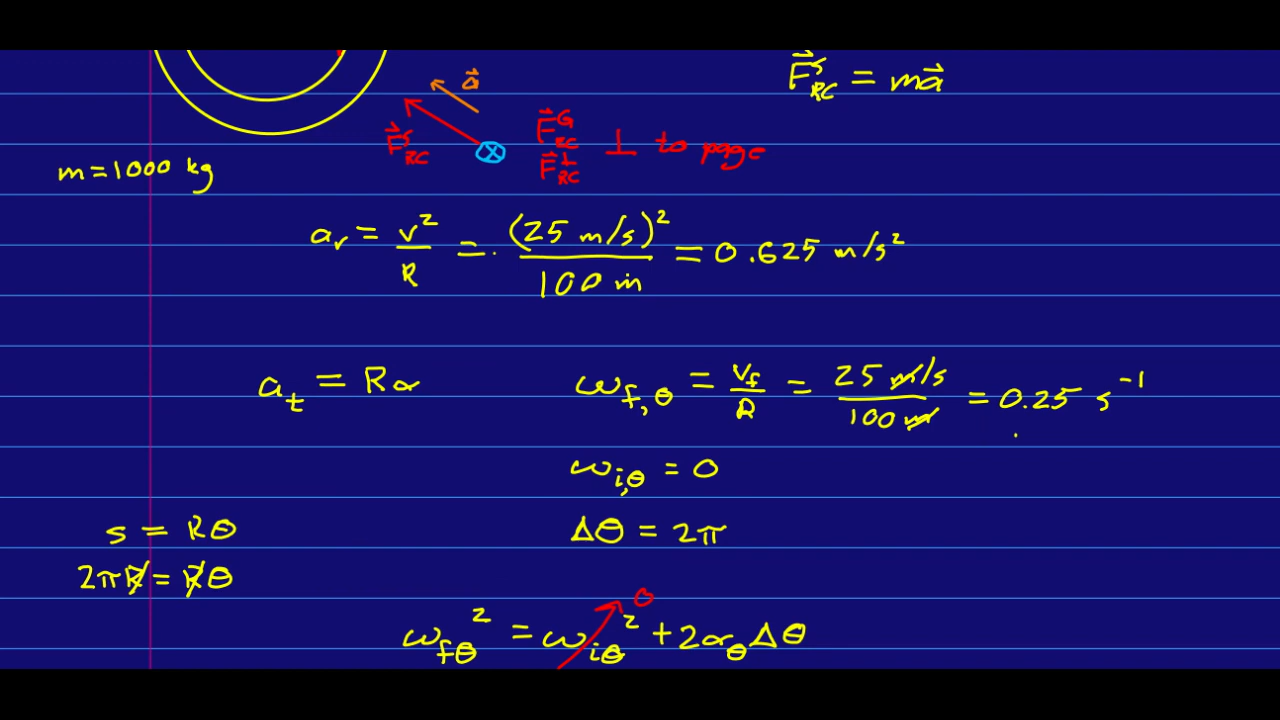 F⃗ˢ_RC = ma⃗
a⃗
F⃗ˢ_RC F⃗ᴳ_RC F⃗ᵗ_RC ⊥ to page
m = 1000 kg
a_r = v²/R = (25 m/s)²/100 m = 0.625 m/s²
a_t = Rα ω_f,θ = v_f/R = 25 m/s/100 m = 0.25 s⁻¹
ω_i,θ = 0
s = Rθ Δθ = 2π
2πR = Rθ
0
ω_fθ² = ω_iθ² + 2α_θ Δθ